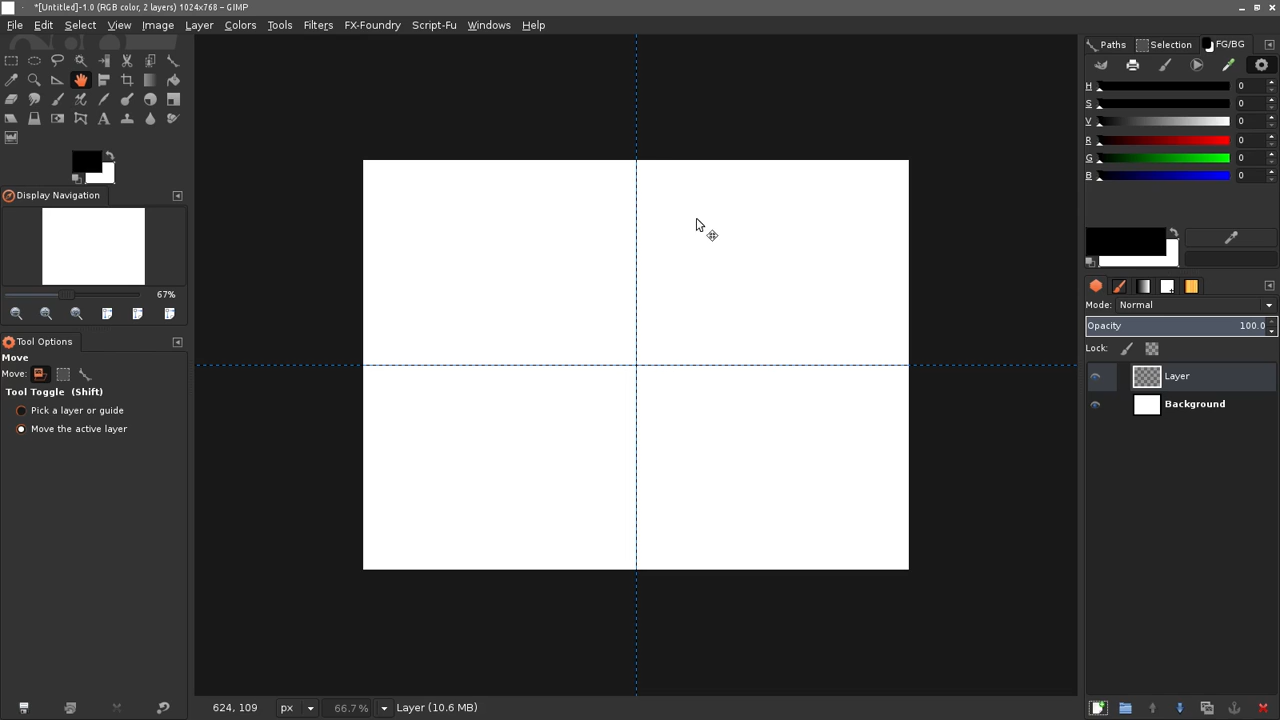 *[Untitled]-1.0 (RGB color, 2 layers) 1024x768 – GIMP
File Edit Select View Image Layer Colors Tools Filters FX-Foundry Script-Fu Windows Help
Paths Selection FG/BG
H 0
S 0
V 0
R 0
G 0
B 0
Display Navigation
67%
Tool Options
Move
Move:
Tool Toggle (Shift)
Pick a layer or guide
Move the active layer
Mode: Normal
Opacity 100.0
Lock:
Layer
Background
624, 109 px 66.7% Layer (10.6 MB)